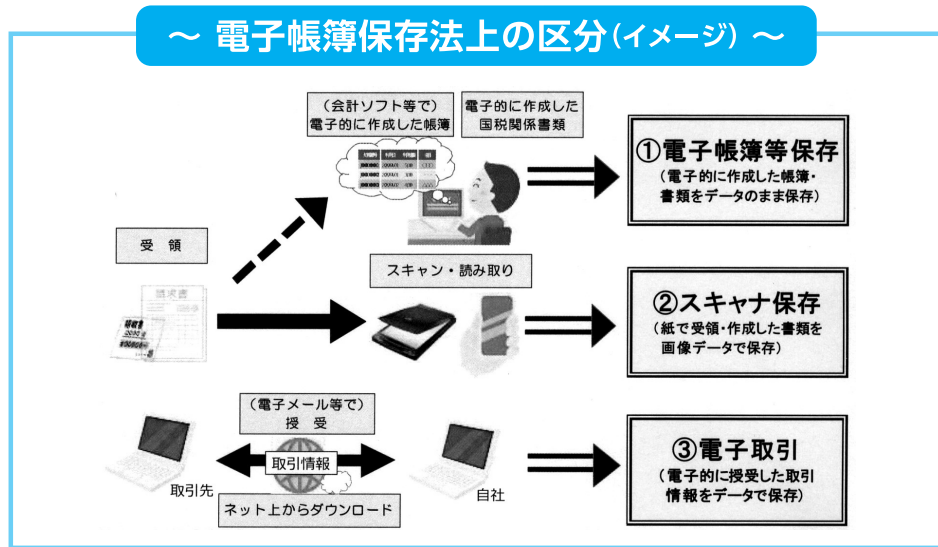 ～ 電子帳簿保存法上の区分(イメージ) ～
(会計ソフト等で)
電子的に作成した帳簿
電子的に作成した
国税関係書類
①電子帳簿等保存
(電子的に作成した帳簿・
書類をデータのまま保存)
受 領
請求書
領収書
スキャン・読み取り
②スキャナ保存
(紙で受領・作成した書類を
画像データで保存)
(電子メール等で)
授 受
取引情報
取引先
自社
ネット上からダウンロード
③電子取引
(電子的に授受した取引
情報をデータで保存)